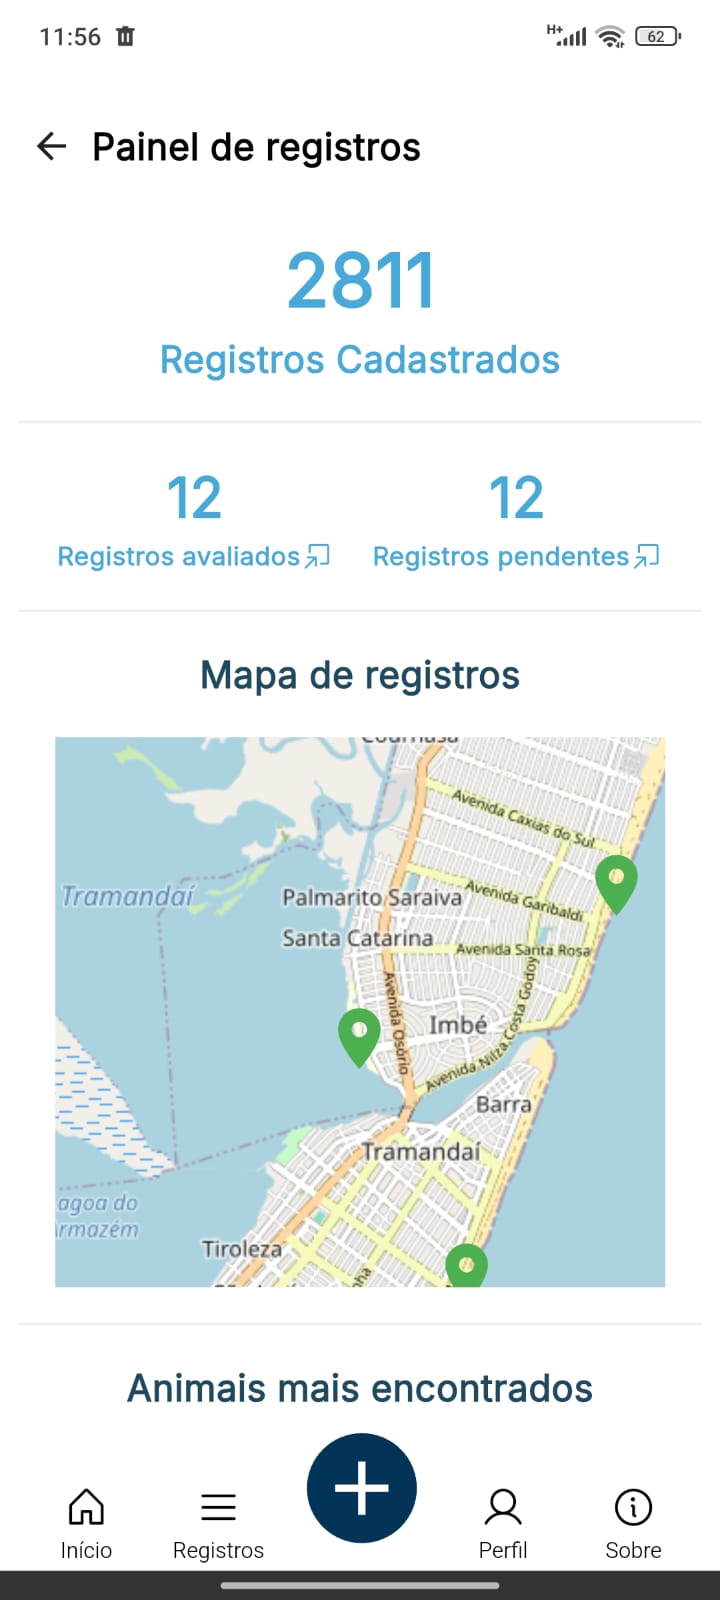 11:56
H+
62
Painel de registros
2811
Registros Cadastrados
12
12
Registros avaliados
Registros pendentes
Mapa de registros
Avenida Caxias do Sul
Tramandaí
Palmarito Saraiva
Avenida Garibaldi
Santa Catarina
Avenida Santa Rosa
Avenida Osório
Imbé
Avenida Nilza Costa Godoy
Barra
Tramandaí
agoa do
rmazém
Tiroleza
Animais mais encontrados
Início
Registros
Perfil
Sobre